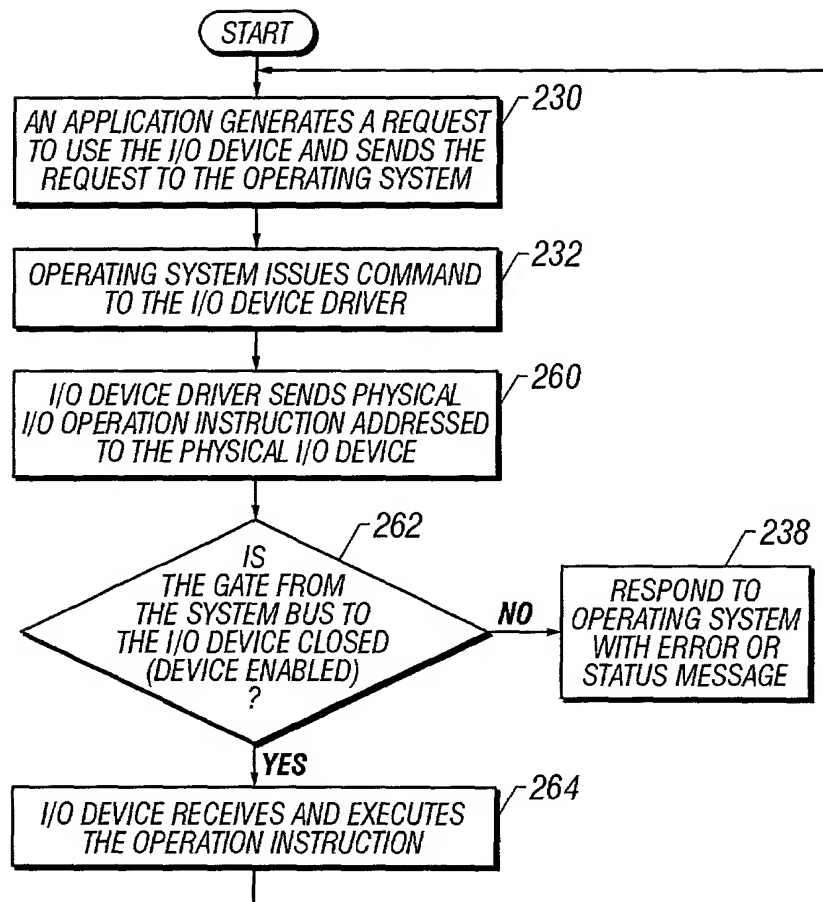 START
230
AN APPLICATION GENERATES A REQUEST
TO USE THE I/O DEVICE AND SENDS THE
REQUEST TO THE OPERATING SYSTEM
232
OPERATING SYSTEM ISSUES COMMAND
TO THE I/O DEVICE DRIVER
260
I/O DEVICE DRIVER SENDS PHYSICAL
I/O OPERATION INSTRUCTION ADDRESSED
TO THE PHYSICAL I/O DEVICE
262
IS
THE GATE FROM
THE SYSTEM BUS TO
THE I/O DEVICE CLOSED
(DEVICE ENABLED)
?
NO
238
RESPOND TO
OPERATING SYSTEM
WITH ERROR OR
STATUS MESSAGE
YES
264
I/O DEVICE RECEIVES AND EXECUTES
THE OPERATION INSTRUCTION